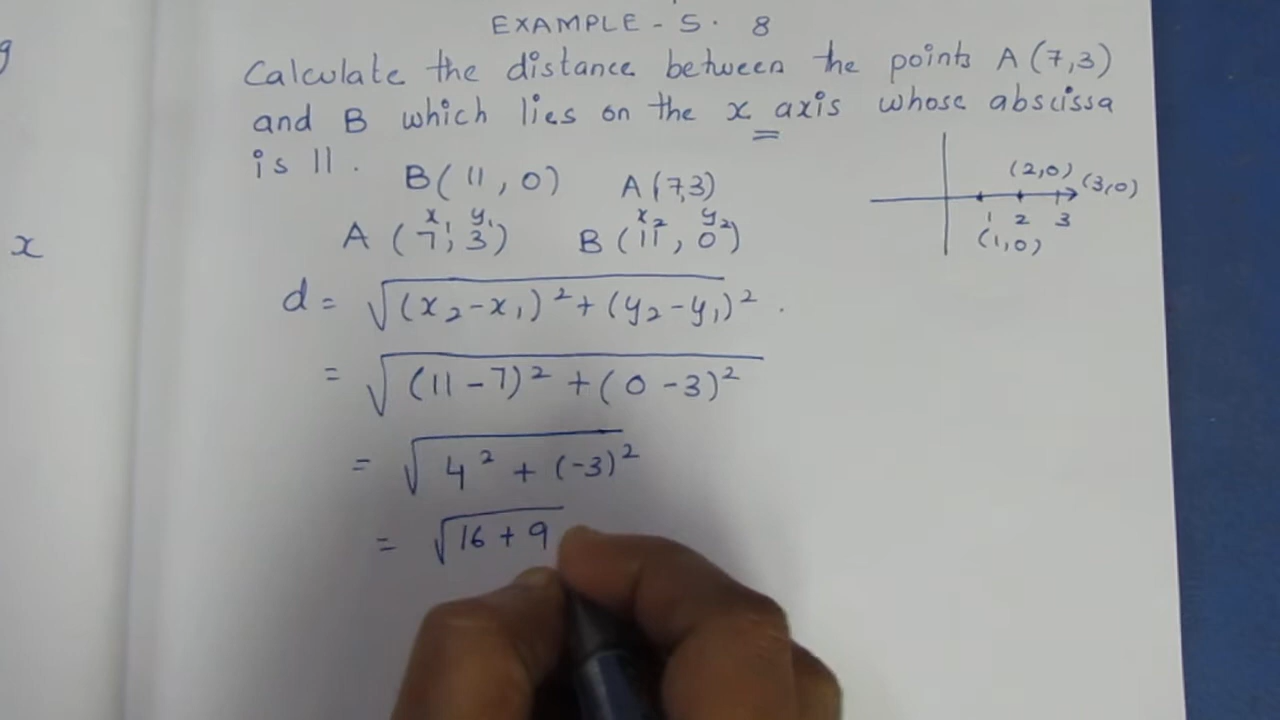 g
EXAMPLE - 5. 8
Calculate the distance between the points A (7,3)
and B which lies on the x axis whose abscissa
is 11.
B( 11 , 0) A (7,3)
(2,0) (3,0)
1 2 3
(1,0)
x
x₁ y₁ x₂ y₂
A ( 7, 3) B ( 11 , 0 )
d = √(x₂-x₁)² + (y₂-y₁)² .
= √(11-7)² + (0-3)²
= √4² + (-3)²
= √16 + 9